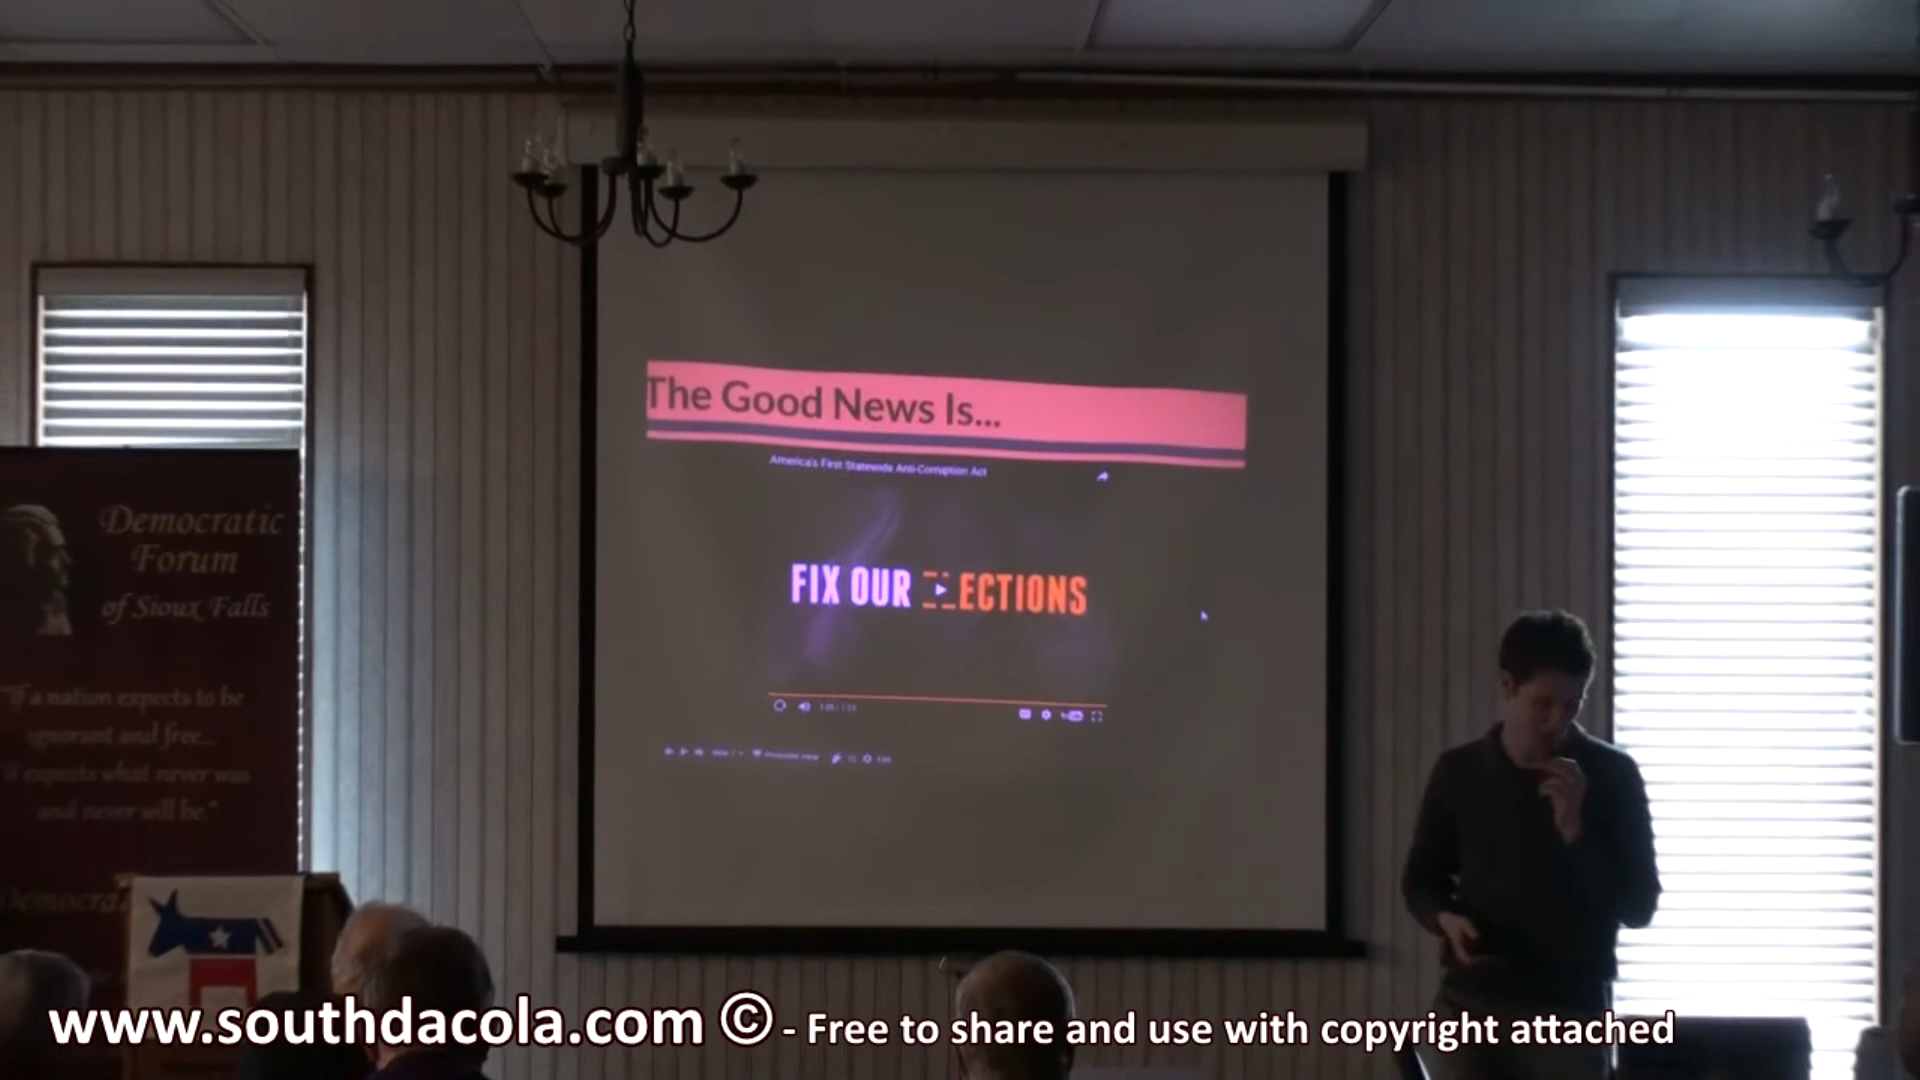 The Good News Is...
America's First Statewide Anti-Corruption Act
FIX OUR ECTIONS
Democratic
Forum
of Sioux Falls
"If a nation expects to be
ignorant and free...
it expects what never was
and never will be."
www.southdacola.com © - Free to share and use with copyright attached